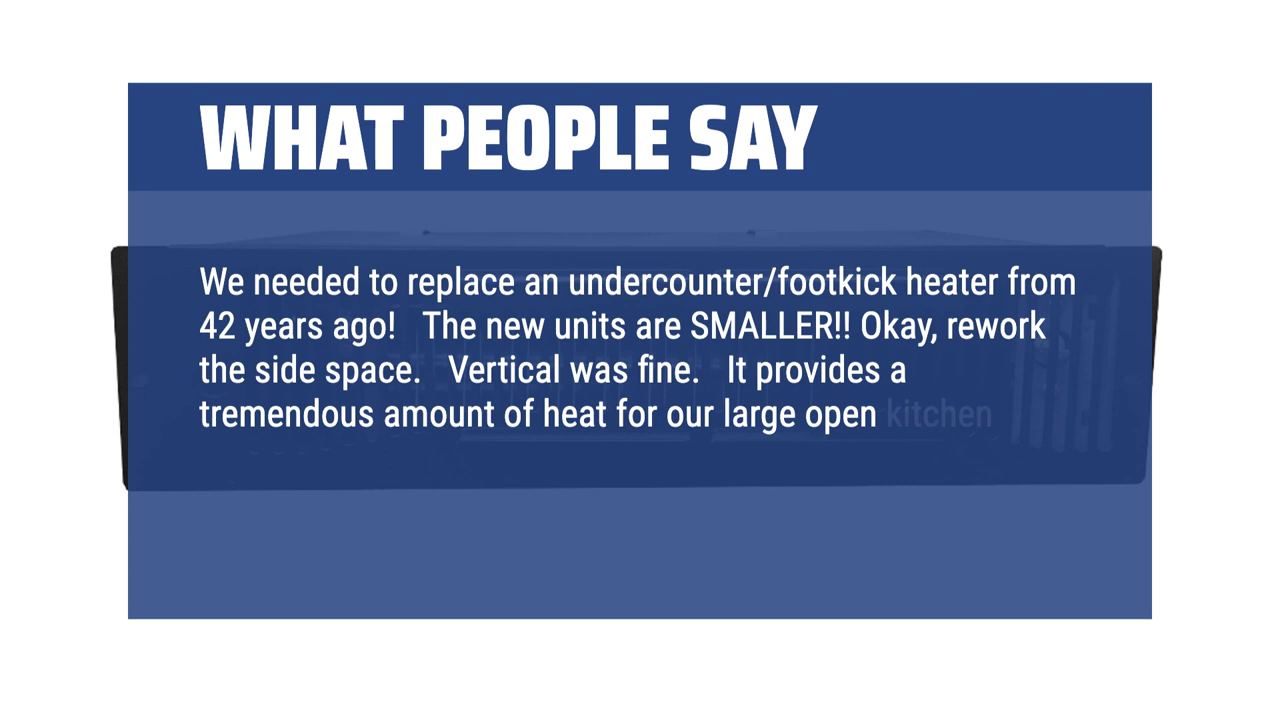 WHAT PEOPLE SAY
We needed to replace an undercounter/footkick heater from
42 years ago!   The new units are SMALLER!! Okay, rework
the side space.   Vertical was fine.   It provides a
tremendous amount of heat for our large open kitchen